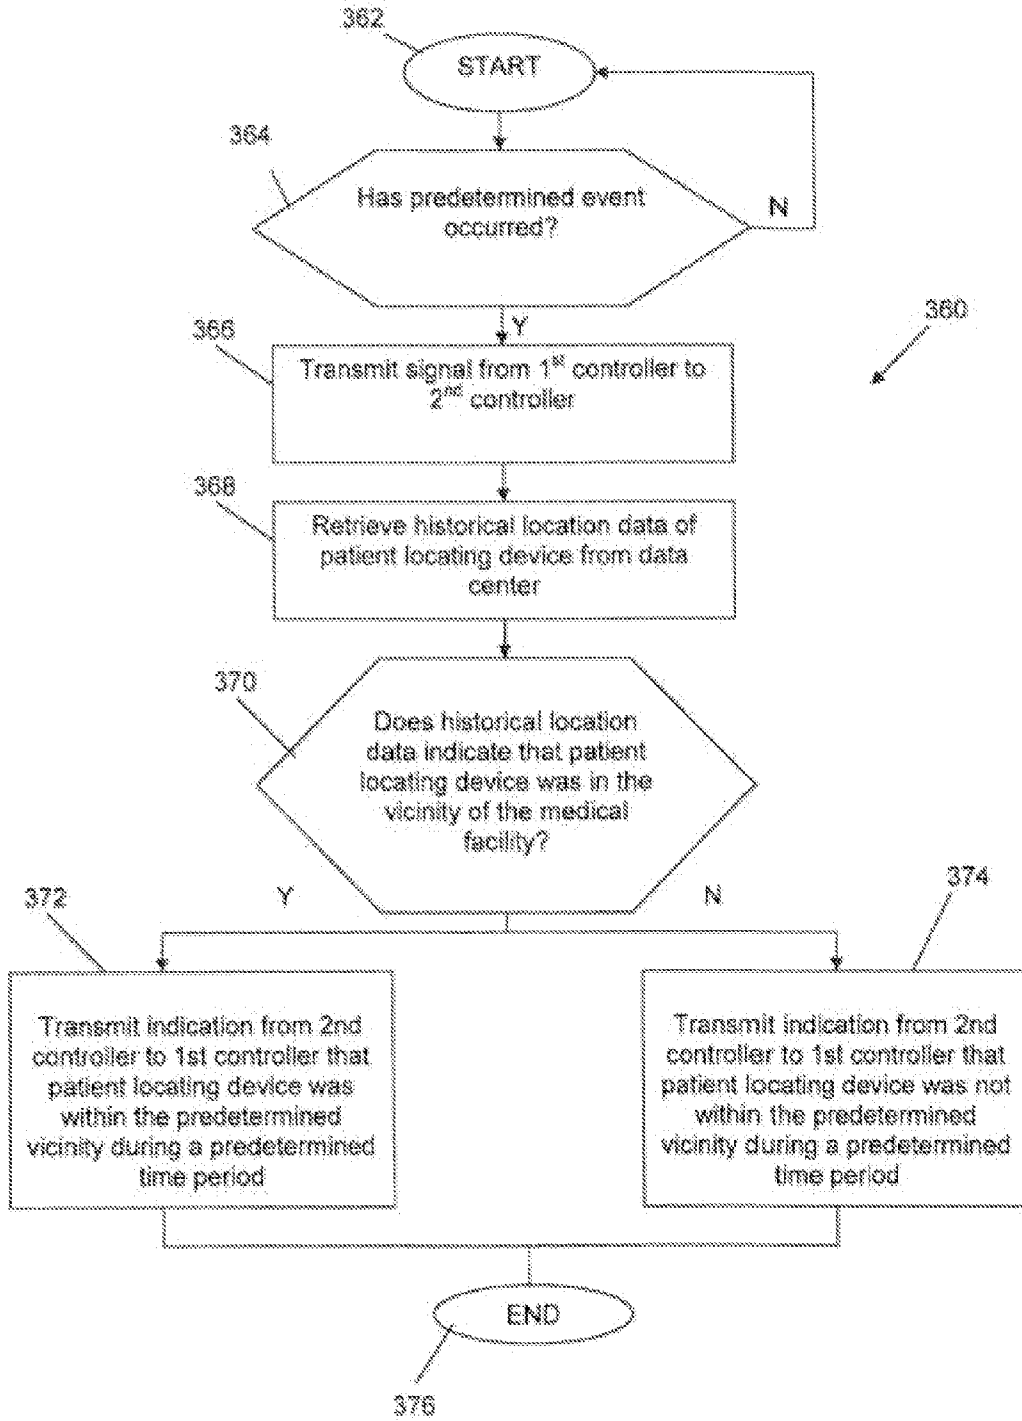 362
START
364
Has predetermined event
occurred?
N
Y
360
366
Transmit signal from 1st controller to
2nd controller
368
Retrieve historical location data of
patient locating device from data
center
370
Does historical location
data indicate that patient
locating device was in the
vicinity of the medical
facility?
Y
N
372
374
Transmit indication from 2nd
controller to 1st controller that
patient locating device was
within the predetermined
vicinity during a predetermined
time period
Transmit indication from 2nd
controller to 1st controller that
patient locating device was not
within the predetermined
vicinity during a predetermined
time period
END
376